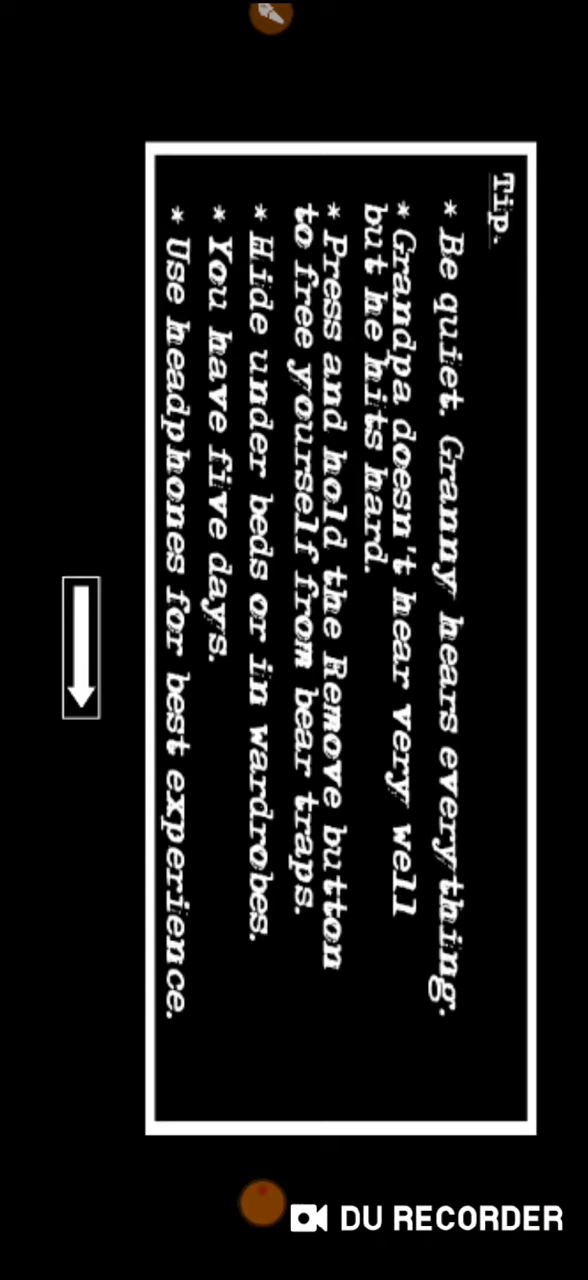 Tip.
* Be quiet. Granny hears everything.
* Grandpa doesn't hear very well
but he hits hard.
* Press and hold the Remove button
to free yourself from bear traps.
* Hide under beds or in wardrobes.
* You have five days.
* Use headphones for best experience.
DU RECORDER